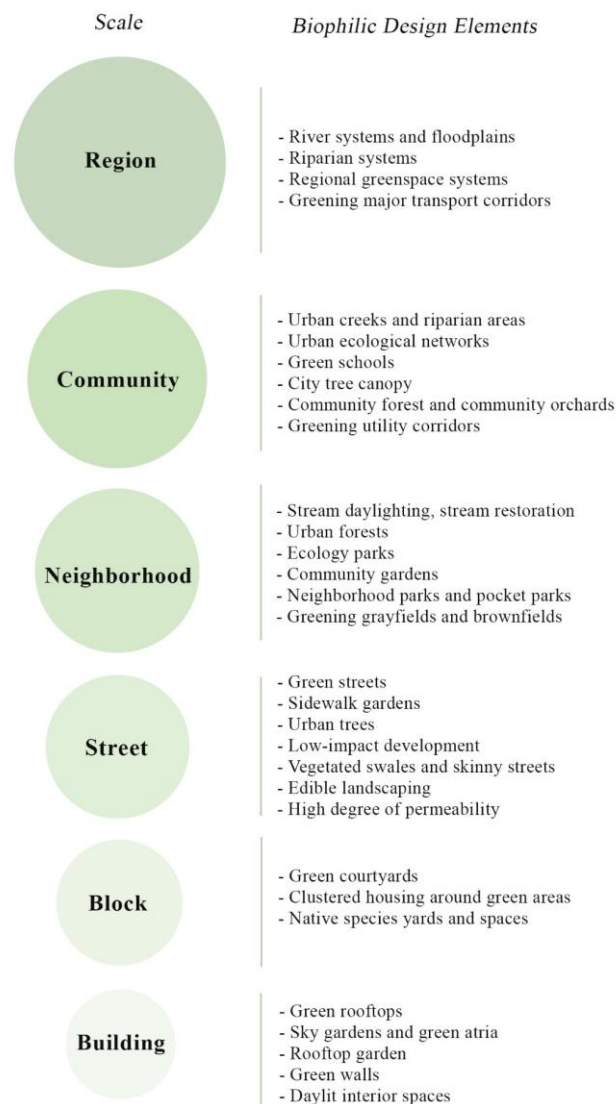 Scale
Biophilic Design Elements
Region
- River systems and floodplains
- Riparian systems
- Regional greenspace systems
- Greening major transport corridors
Community
- Urban creeks and riparian areas
- Urban ecological networks
- Green schools
- City tree canopy
- Community forest and community orchards
- Greening utility corridors
Neighborhood
- Stream daylighting, stream restoration
- Urban forests
- Ecology parks
- Community gardens
- Neighborhood parks and pocket parks
- Greening grayfields and brownfields
Street
- Green streets
- Sidewalk gardens
- Urban trees
- Low-impact development
- Vegetated swales and skinny streets
- Edible landscaping
- High degree of permeability
Block
- Green courtyards
- Clustered housing around green areas
- Native species yards and spaces
Building
- Green rooftops
- Sky gardens and green atria
- Rooftop garden
- Green walls
- Daylit interior spaces